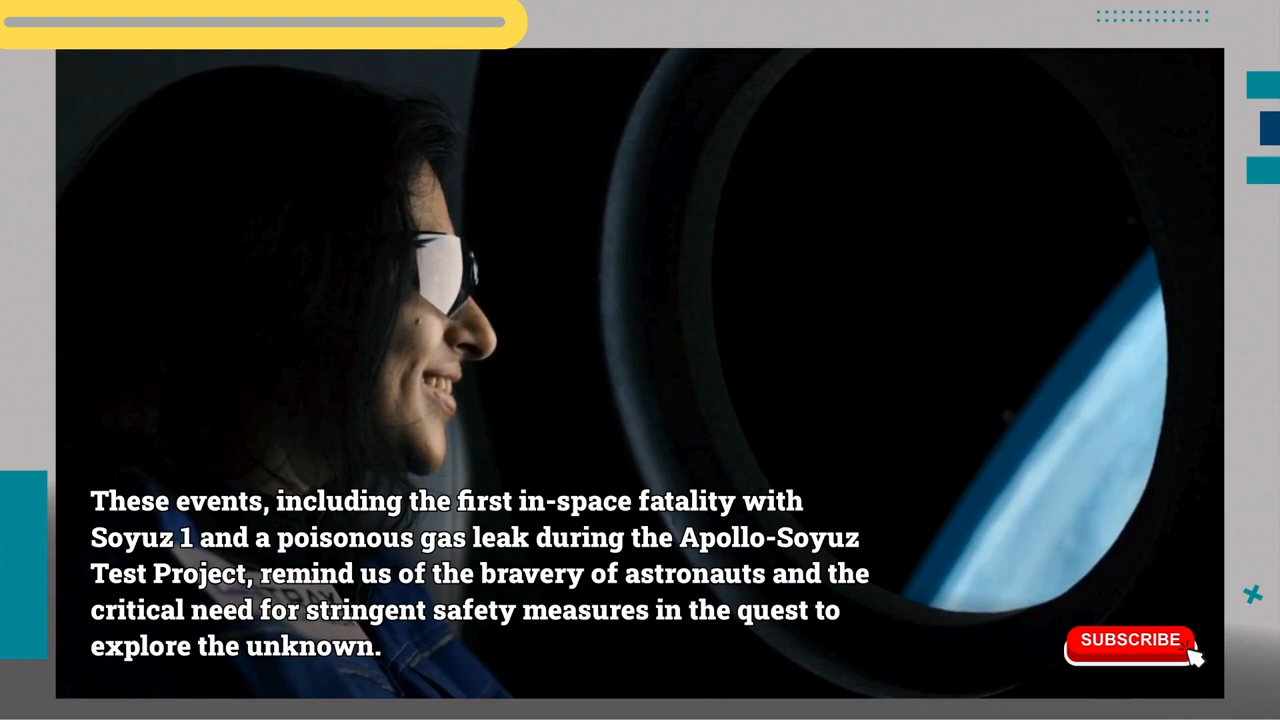 These events, including the first in-space fatality with
Soyuz 1 and a poisonous gas leak during the Apollo-Soyuz
Test Project, remind us of the bravery of astronauts and the
critical need for stringent safety measures in the quest to
explore the unknown.
SUBSCRIBE